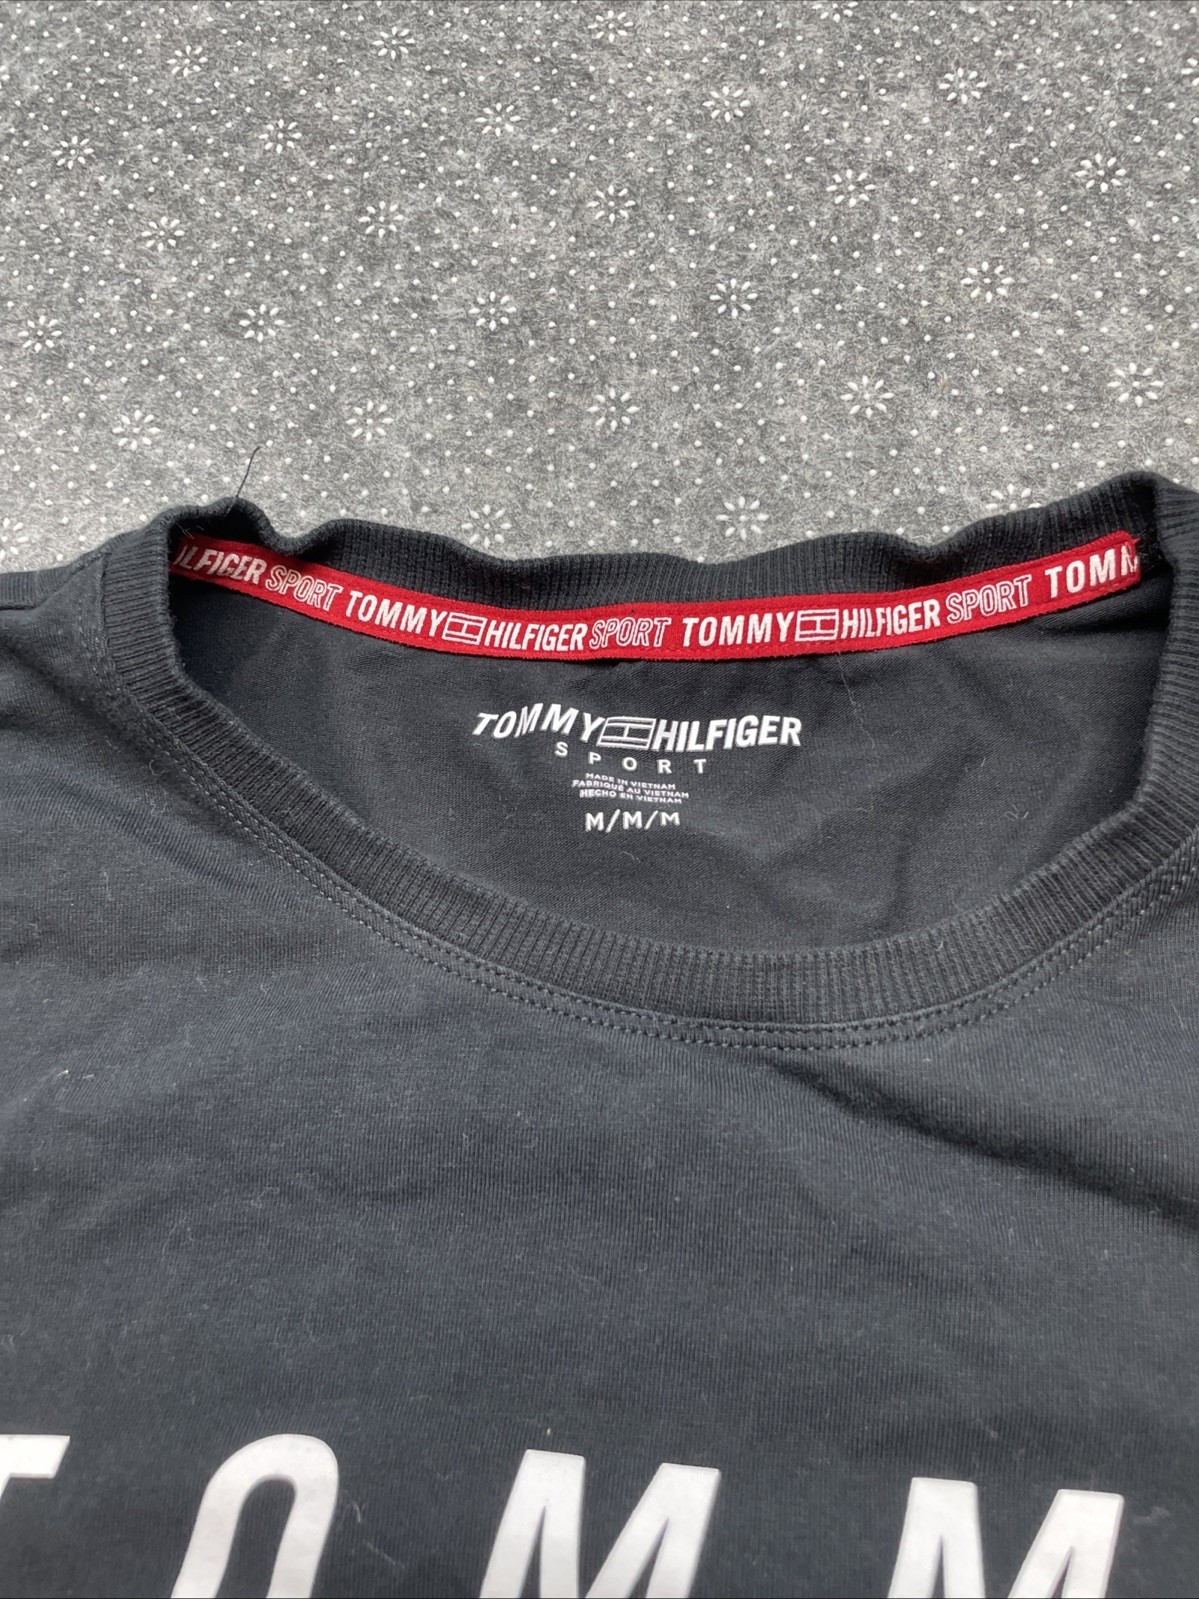 ILFIGER SPORT TOMMY HILFIGER SPORT TOMMY HILFIGER SPORT TOMM
TOMMY HILFIGER
SPORT
MADE IN VIETNAM
FABRIQUÉ AU VIETNAM
HECHO EN VIETNAM
M/M/M
TOMM